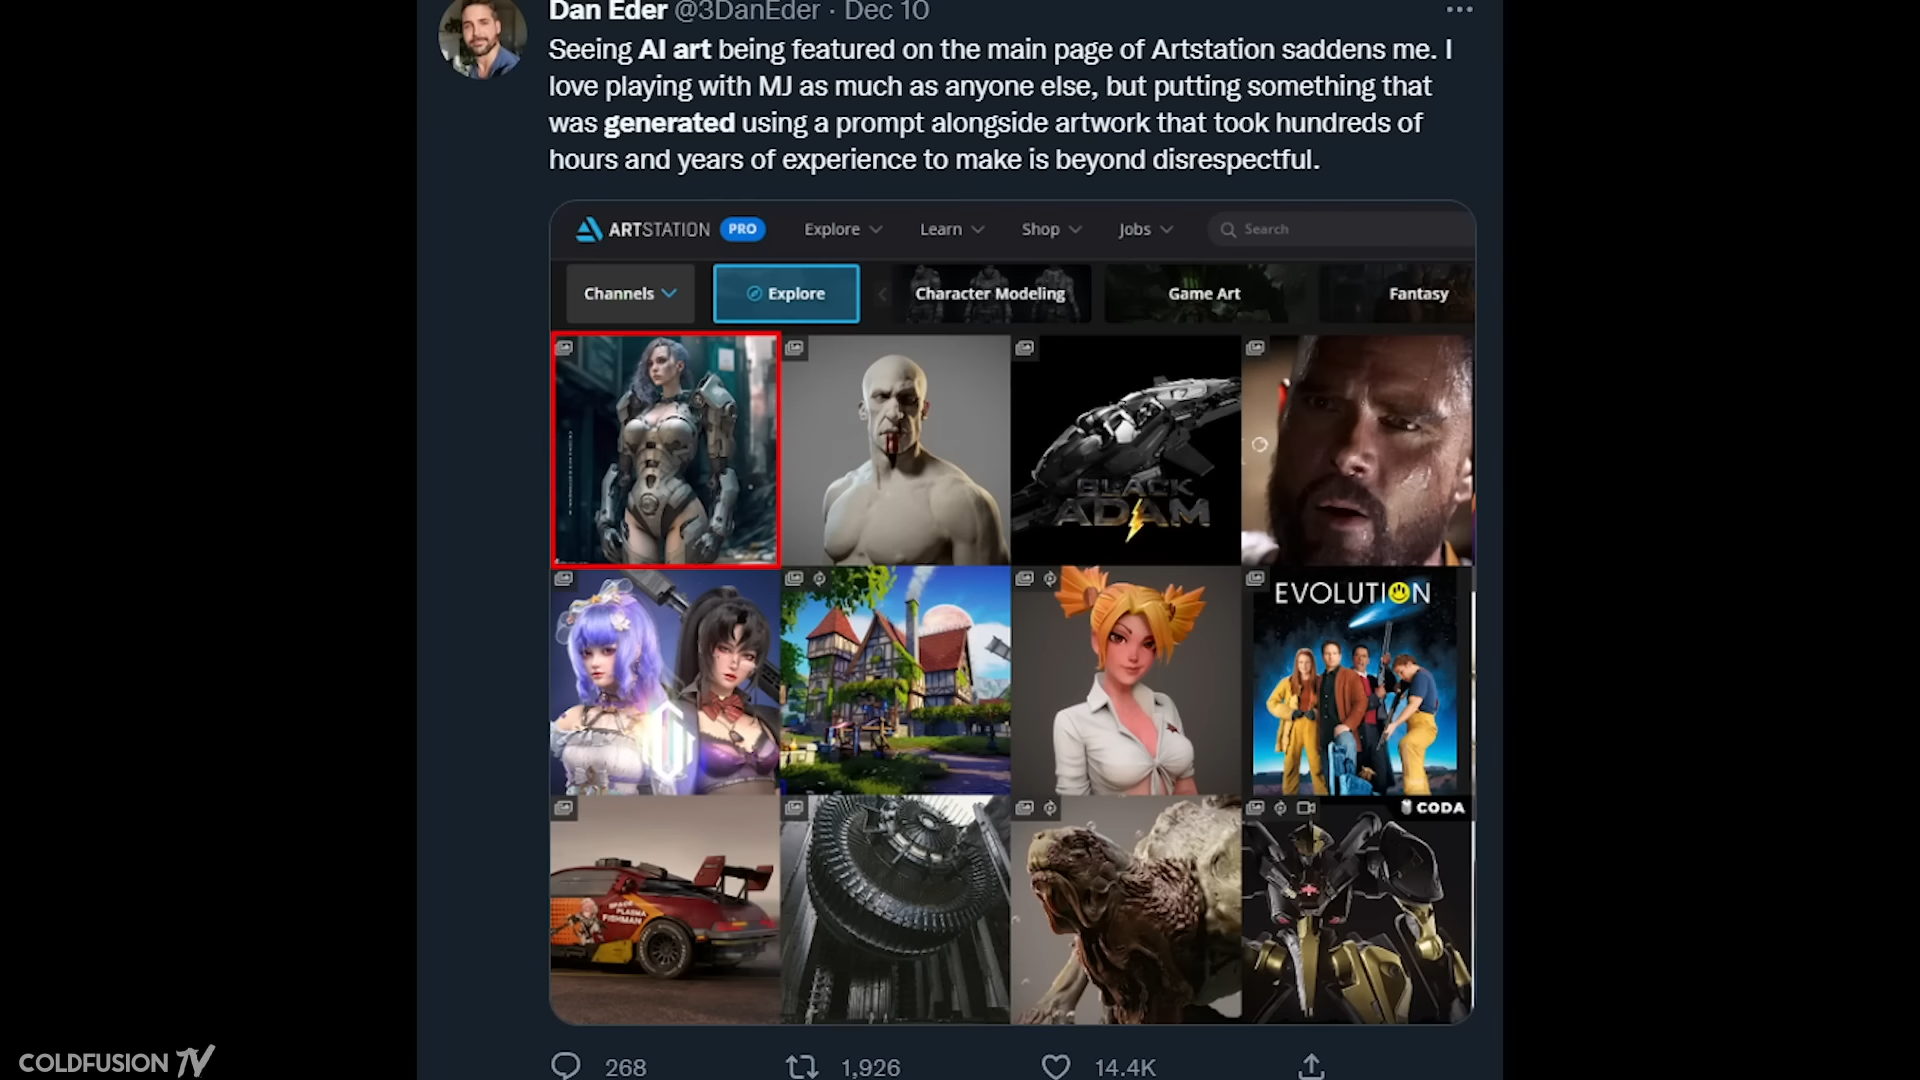 Dan Eder @3DanEder · Dec 10
Seeing AI art being featured on the main page of Artstation saddens me. I
love playing with MJ as much as anyone else, but putting something that
was generated using a prompt alongside artwork that took hundreds of
hours and years of experience to make is beyond disrespectful.
ARTSTATION PRO Explore Learn Shop Jobs Search
Channels Explore Character Modeling Game Art Fantasy
BLACK
ADAM
EVOLUTION
CODA
SPACE
PLASMA
FISHMAN
268 1,926 14.4K
COLDFUSION TV